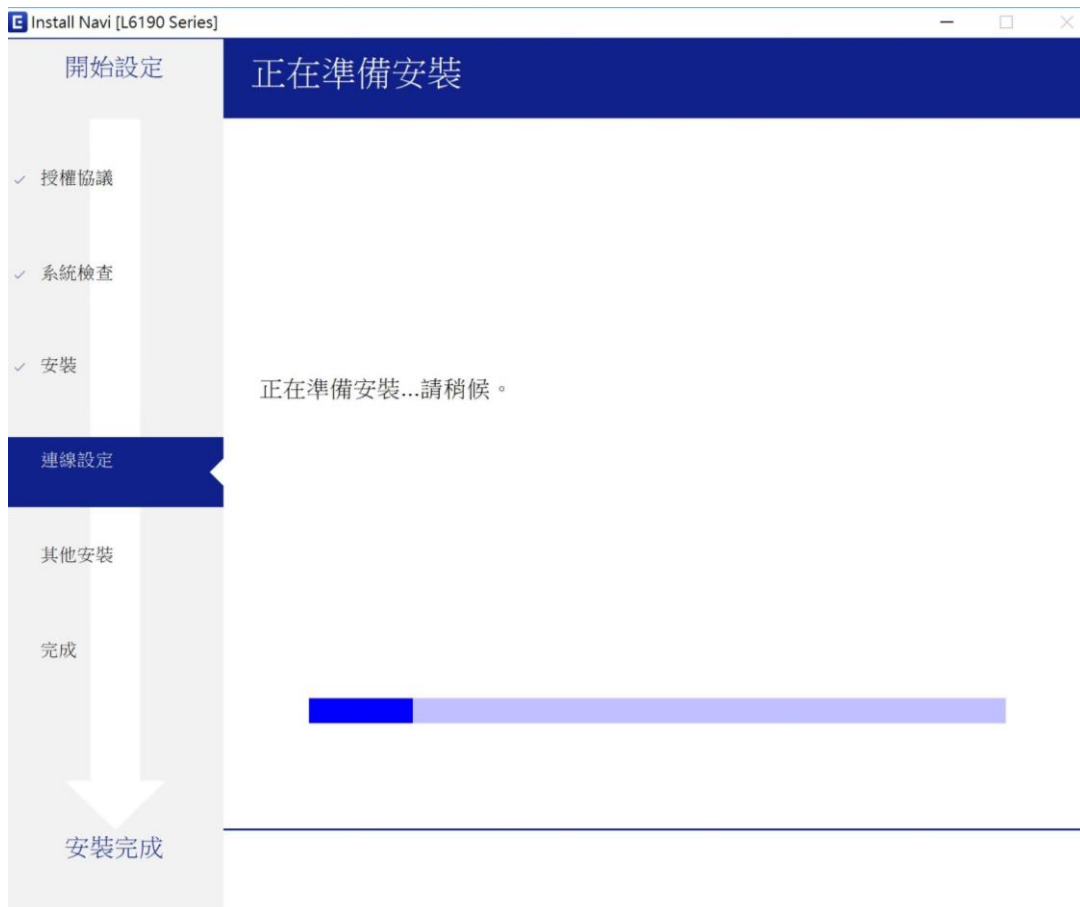 Install Navi [L6190 Series]
開始設定
正在準備安裝
授權協議
系統檢查
安裝
正在準備安裝...請稍候。
連線設定
其他安裝
完成
安裝完成